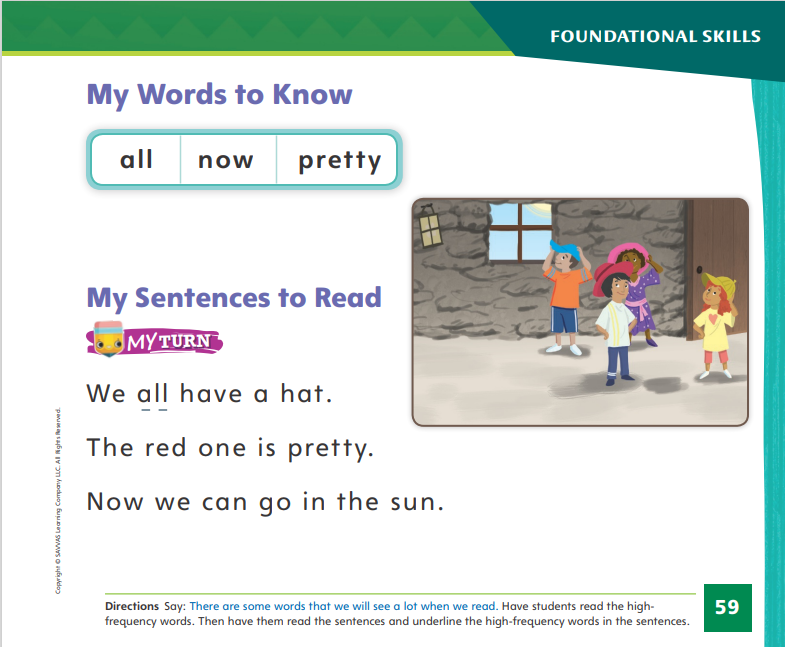 FOUNDATIONAL SKILLS
My Words to Know
all now pretty
My Sentences to Read
MY TURN
We all have a hat.
The red one is pretty.
Now we can go in the sun.
Copyright © SAVVAS Learning Company LLC. All Rights Reserved.
Directions Say: There are some words that we will see a lot when we read. Have students read the high-
frequency words. Then have them read the sentences and underline the high-frequency words in the sentences.
59